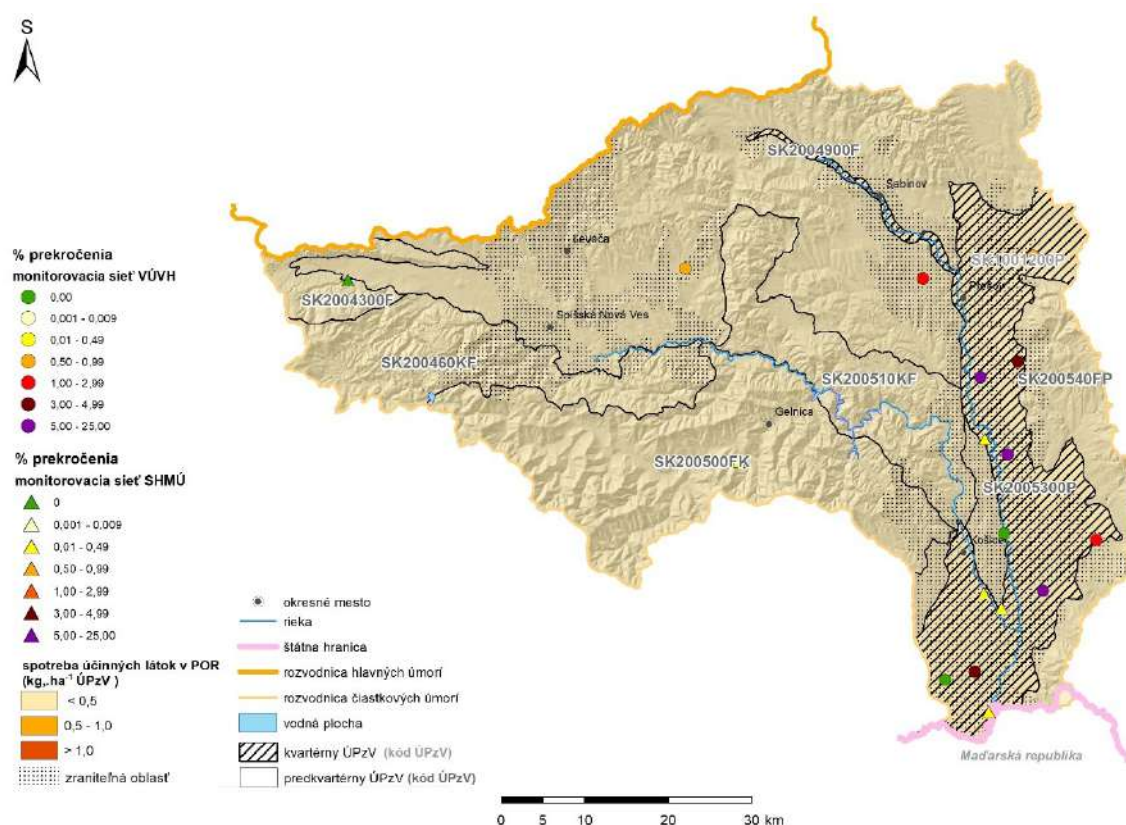 S
SK2004900F
Sabinov
Levoča
SK1001200P
Prešov
SK2004300F
Spišská Nová Ves
SK200460KF
SK200510KF
SK200540FP
Gelnica
SK200500FK
SK2005300P
Košice
Maďarská republika
% prekročenia
monitorovacia sieť VÚVH
0,00
0,001 - 0,009
0,01 - 0,49
0,50 - 0,99
1,00 - 2,99
3,00 - 4,99
5,00 - 25,00
% prekročenia
monitorovacia sieť SHMÚ
0
0,001 - 0,009
0,01 - 0,49
0,50 - 0,99
1,00 - 2,99
3,00 - 4,99
5,00 - 25,00
spotreba účinných látok v POR
(kg,.ha⁻¹ ÚPzV )
< 0,5
0,5 - 1,0
> 1,0
zraniteľná oblasť
okresné mesto
rieka
štátna hranica
rozvodnica hlavných úmorí
rozvodnica čiastkových úmorí
vodná plocha
kvartérny ÚPzV (kód ÚPzV)
predkvartérny ÚPzV (kód ÚPzV)
0 5 10 20 30 km